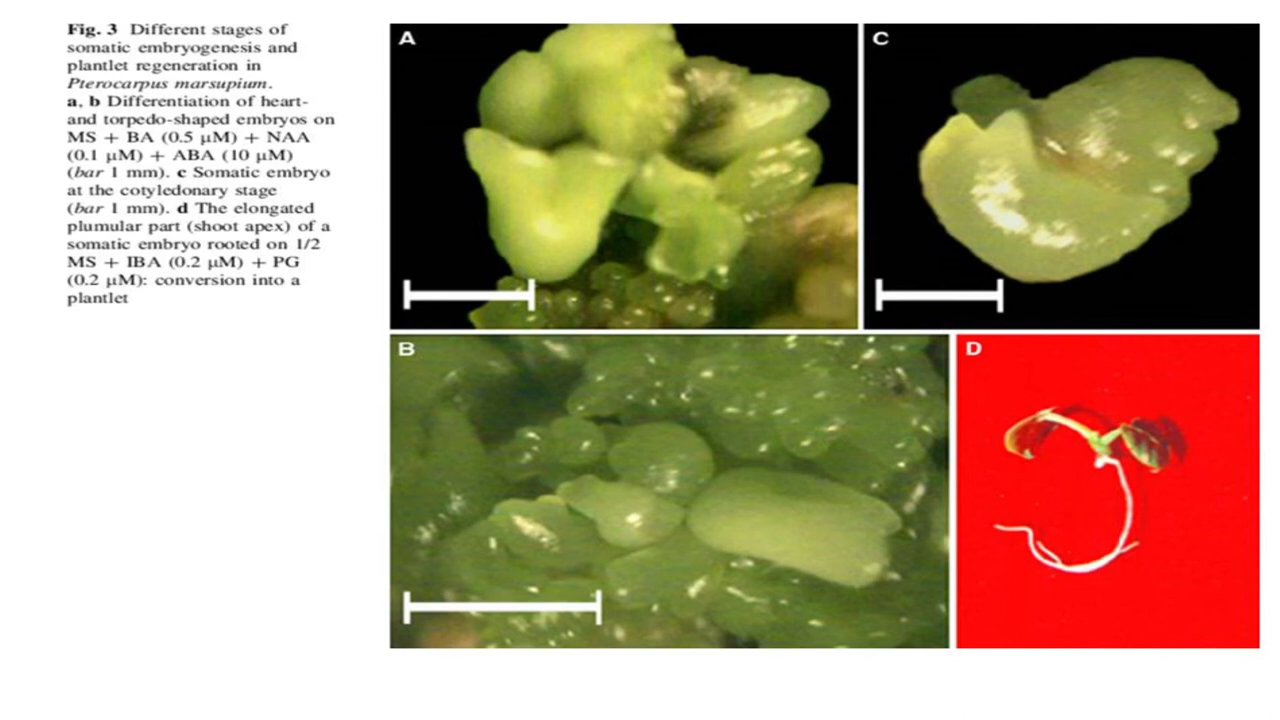 Fig. 3 Different stages of
somatic embryogenesis and
plantlet regeneration in
Pterocarpus marsupium.
a, b Differentiation of heart-
and torpedo-shaped embryos on
MS + BA (0.5 μM) + NAA
(0.1 μM) + ABA (10 μM)
(bar 1 mm). c Somatic embryo
at the cotyledonary stage
(bar 1 mm). d The elongated
plumular part (shoot apex) of a
somatic embryo rooted on 1/2
MS + IBA (0.2 μM) + PG
(0.2 μM): conversion into a
plantlet
A
C
B
D